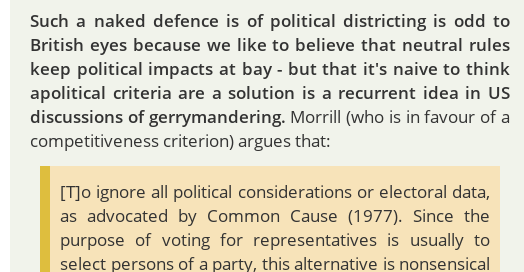 Such a naked defence is of political districting is odd to
British eyes because we like to believe that neutral rules
keep political impacts at bay - but that it's naive to think
apolitical criteria are a solution is a recurrent idea in US
discussions of gerrymandering. Morrill (who is in favour of a
competitiveness criterion) argues that:
[T]o ignore all political considerations or electoral data,
as advocated by Common Cause (1977). Since the
purpose of voting for representatives is usually to
select persons of a party, this alternative is nonsensical